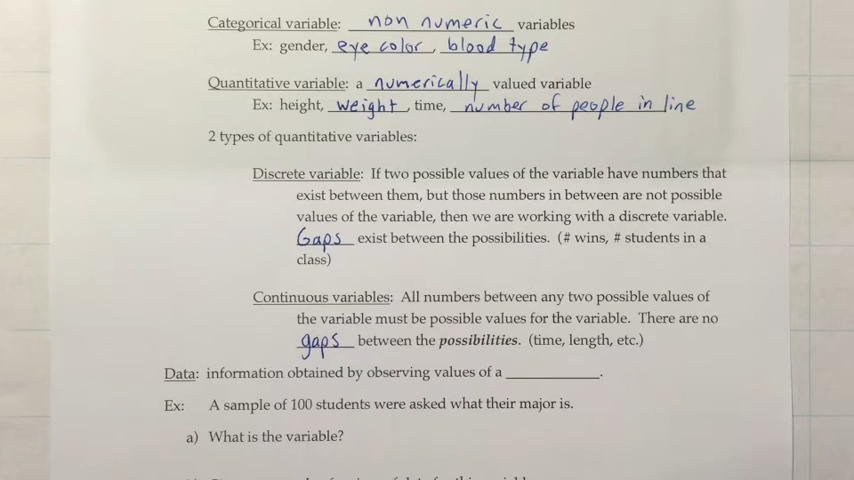 Categorical variable: non numeric variables
Ex: gender, eye color, blood type
Quantitative variable: a numerically valued variable
Ex: height, weight, time, number of people in line
2 types of quantitative variables:
Discrete variable: If two possible values of the variable have numbers that
exist between them, but those numbers in between are not possible
values of the variable, then we are working with a discrete variable.
Gaps exist between the possibilities. (# wins, # students in a
class)
Continuous variables: All numbers between any two possible values of
the variable must be possible values for the variable. There are no
gaps between the possibilities. (time, length, etc.)
Data: information obtained by observing values of a ____________.
Ex: A sample of 100 students were asked what their major is.
a) What is the variable?